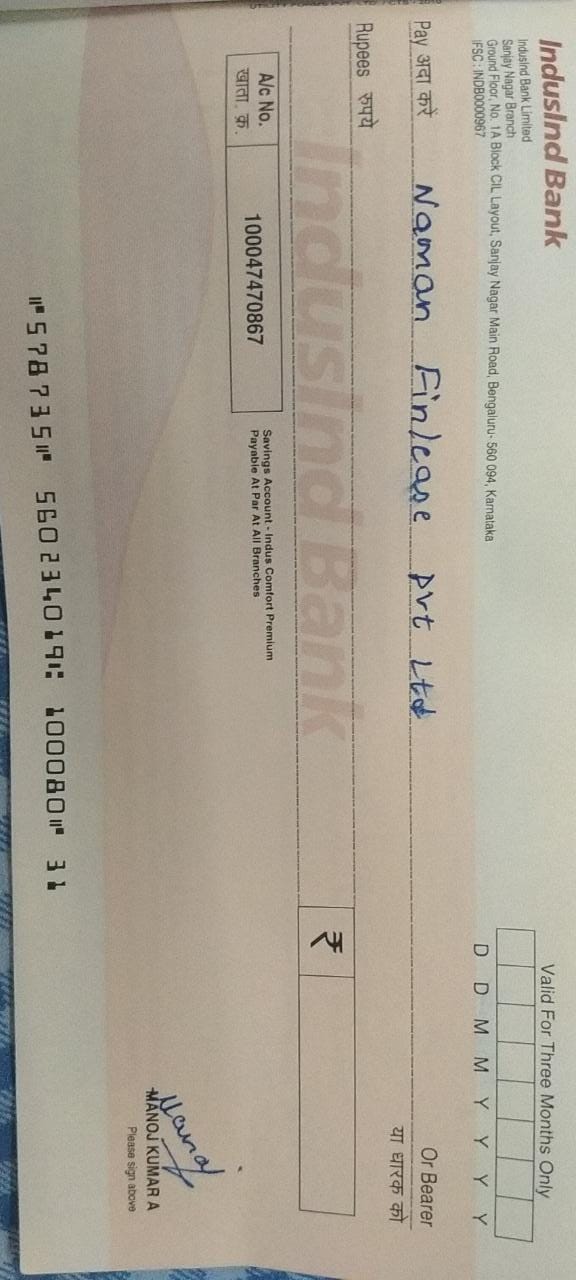 IndusInd Bank
IndusInd Bank Limited
Sanjay Nagar Branch
Ground Floor, No. 1A Block CIL Layout, Sanjay Nagar Main Road, Bengaluru- 560 094, Karnataka
IFSC : INDB0000967
Valid For Three Months Only
D D M M Y Y Y Y
Pay अदा करें Naman Finlease pvt Ltd Or Bearer
या धारक को
Rupees रुपये
IndusInd Bank
₹
A/c No.
खाता. क्र.
100047470867
Savings Account - Indus Comfort Premium
Payable At Par At All Branches
Manoj
MANOJ KUMAR A
Please sign above
⑈578735⑈ 560234019⑆ 100080⑈ 31